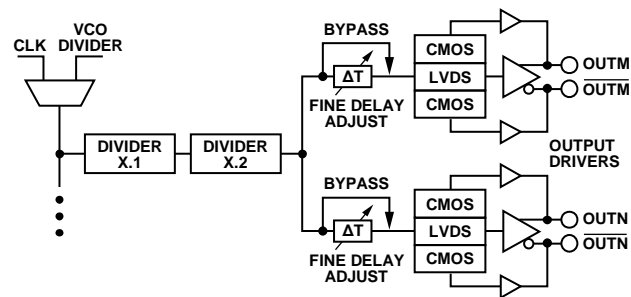 CLK
VCO
DIVIDER
DIVIDER
X.1
DIVIDER
X.2
BYPASS
ΔT
FINE DELAY
ADJUST
CMOS
LVDS
CMOS
OUTM
OUTM
OUTPUT
DRIVERS
BYPASS
ΔT
FINE DELAY
ADJUST
CMOS
LVDS
CMOS
OUTN
OUTN